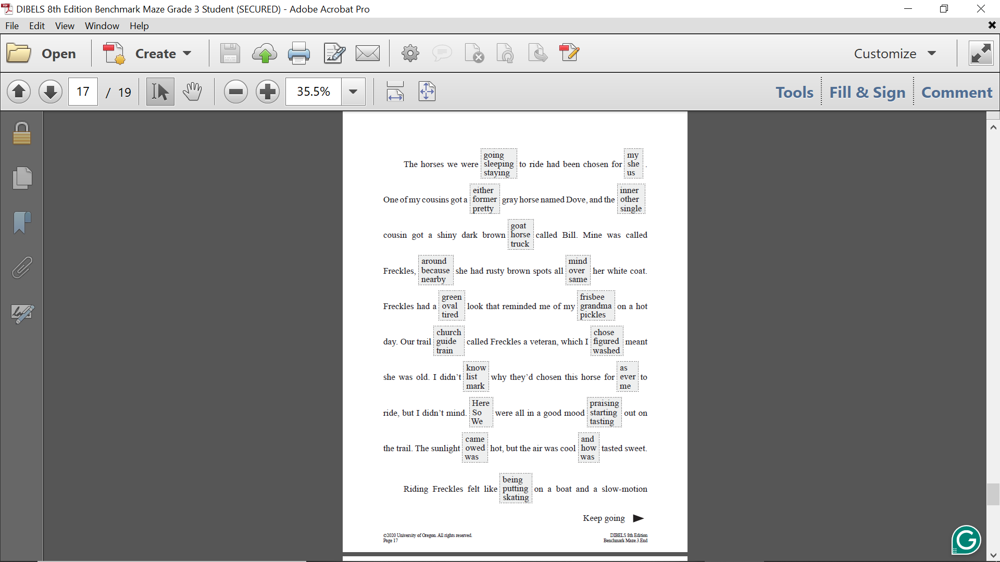 DIBELS 8th Edition Benchmark Maze Grade 3 Student (SECURED) - Adobe Acrobat Pro
File Edit View Window Help
Open Create Customize
17 / 19 35.5% Tools Fill & Sign Comment
going my
The horses we were sleeping to ride had been chosen for she .
staying us
either inner
One of my cousins got a former gray horse named Dove, and the other
pretty single
goat
cousin got a shiny dark brown horse called Bill. Mine was called
truck
around mind
Freckles, because she had rusty brown spots all over her white coat.
nearby same
green frisbee
Freckles had a oval look that reminded me of my grandma on a hot
tired pickles
church chose
day. Our trail guide called Freckles a veteran, which I figured meant
train washed
know as
she was old. I didn't list why they'd chosen this horse for ever to
mark me
Here praising
ride, but I didn't mind. So were all in a good mood starting out on
We tasting
came and
the trail. The sunlight owed hot, but the air was cool how tasted sweet.
was was
being
Riding Freckles felt like putting on a boat and a slow-motion
skating
Keep going
©2020 University of Oregon. All rights reserved. DIBELS 8th Edition
Page 17 Benchmark Maze.3.End